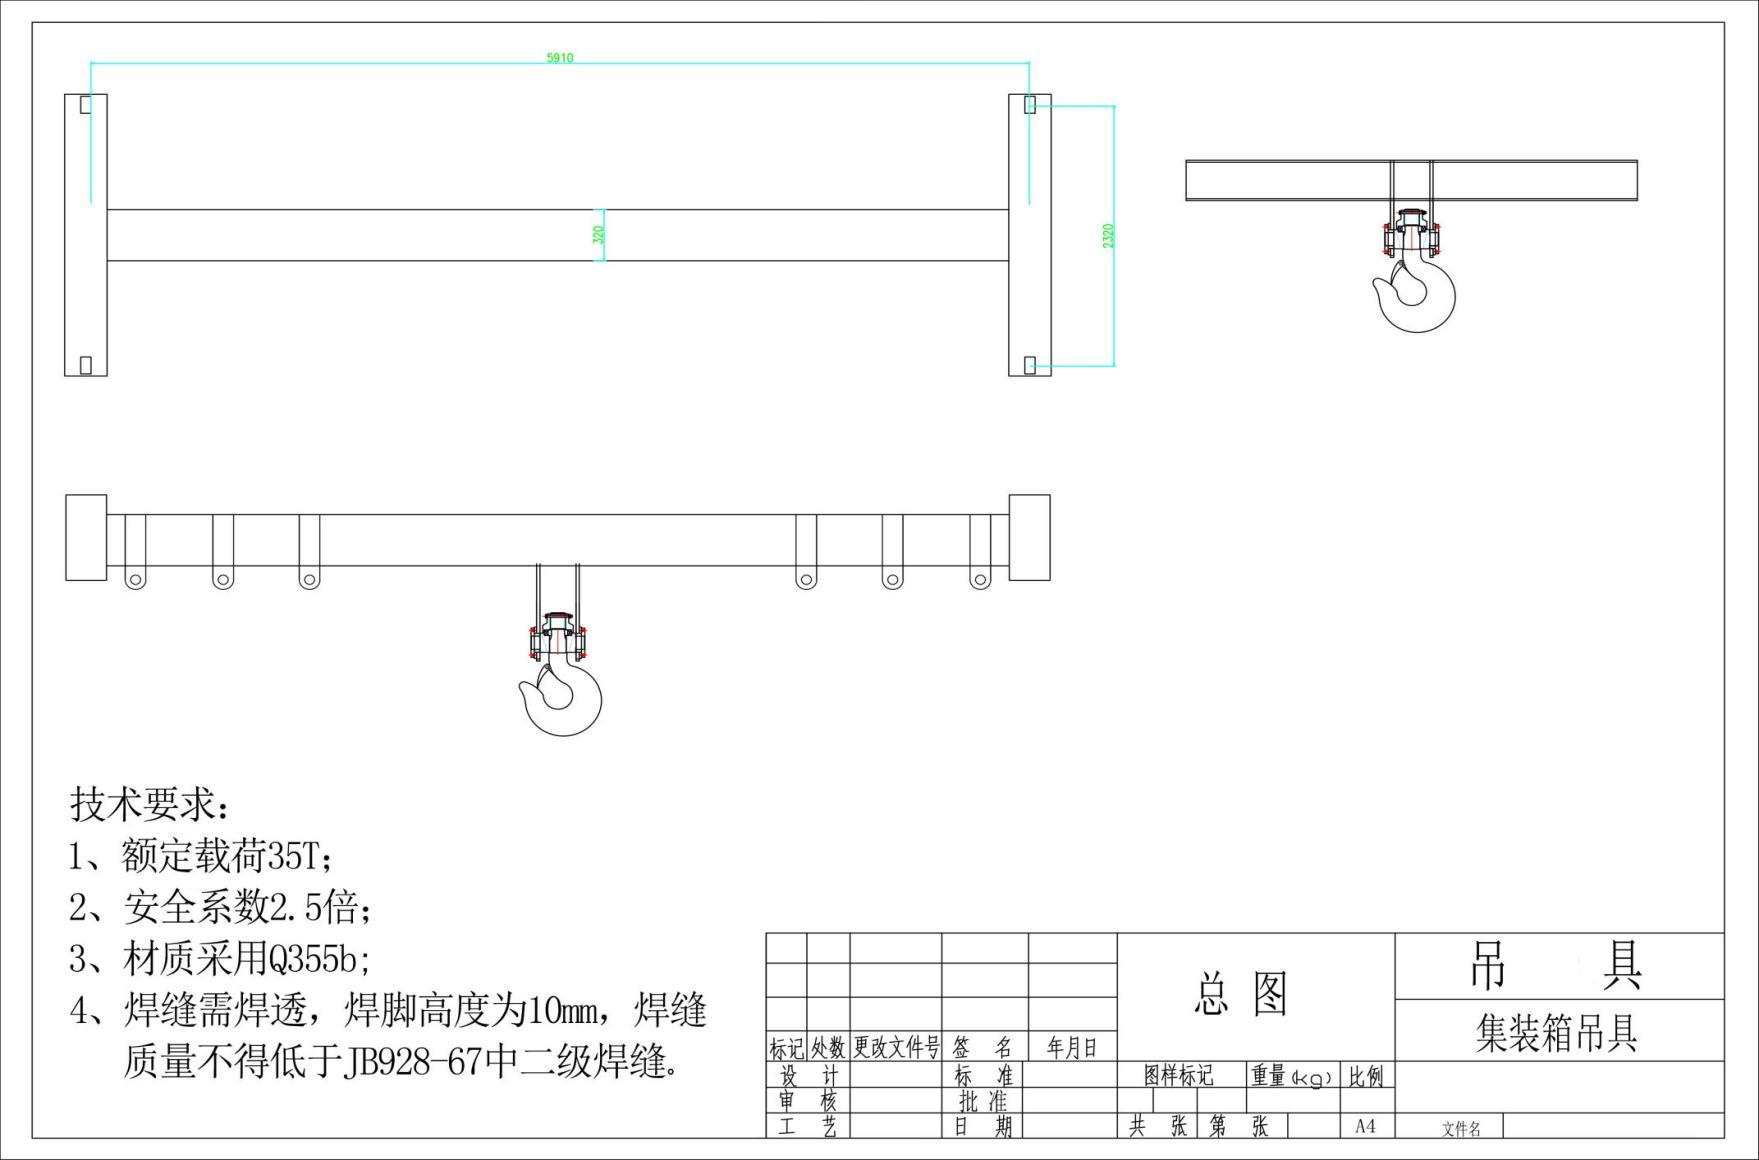 5910
320
2320
技术要求:
1、额定载荷35T;
2、安全系数2.5倍;
3、材质采用Q355b;
4、焊缝需焊透，焊脚高度为10mm，焊缝
质量不得低于JB928-67中二级焊缝。
总 图
吊 具
集装箱吊具
标记 处数 更改文件号 签 名 年月日
设 计 标 准 图样标记 重量(kg) 比例
审 核 批 准
工 艺 日 期 共 张 第 张 A4 文件名